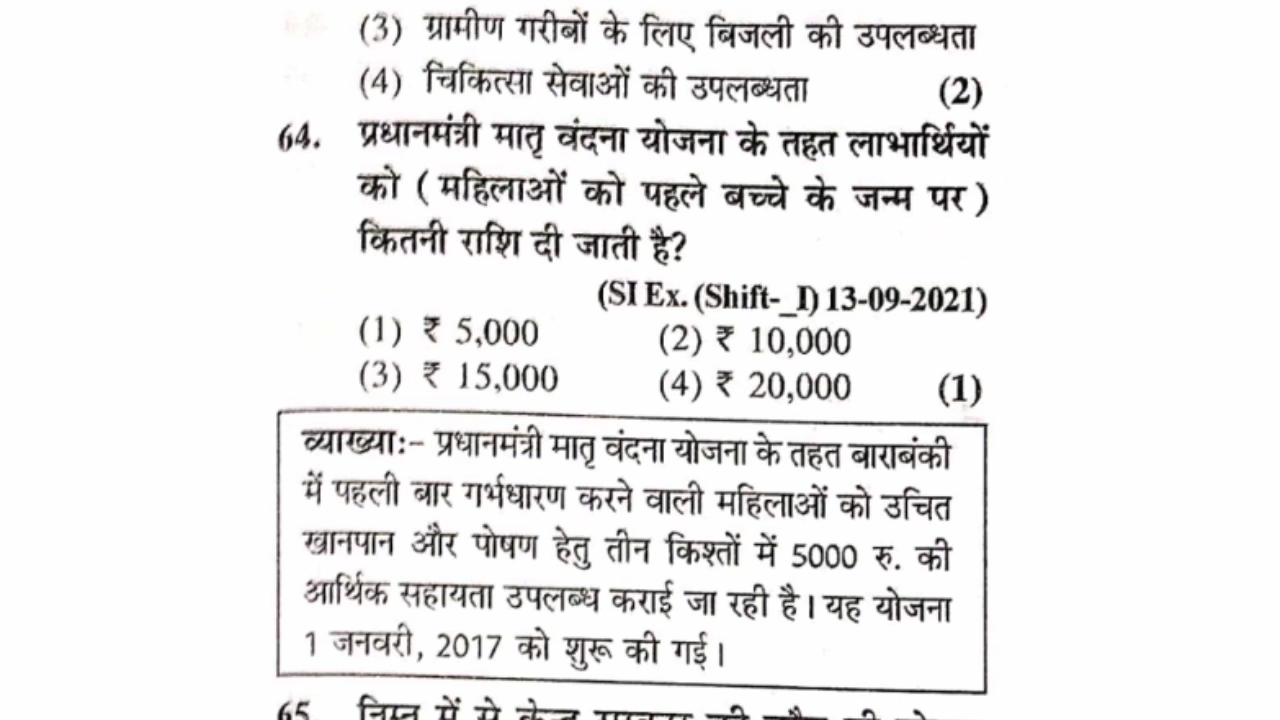 (3) ग्रामीण गरीबों के लिए बिजली की उपलब्धता
(4) चिकित्सा सेवाओं की उपलब्धता (2)
64. प्रधानमंत्री मातृ वंदना योजना के तहत लाभार्थियों
को ( महिलाओं को पहले बच्चे के जन्म पर )
कितनी राशि दी जाती है?
(SI Ex. (Shift-_I) 13-09-2021)
(1) ₹ 5,000 (2) ₹ 10,000
(3) ₹ 15,000 (4) ₹ 20,000 (1)
व्याख्याः- प्रधानमंत्री मातृ वंदना योजना के तहत बाराबंकी
में पहली बार गर्भधारण करने वाली महिलाओं को उचित
खानपान और पोषण हेतु तीन किश्तों में 5000 रु. की
आर्थिक सहायता उपलब्ध कराई जा रही है। यह योजना
1 जनवरी, 2017 को शुरू की गई।
65. निम्न में से